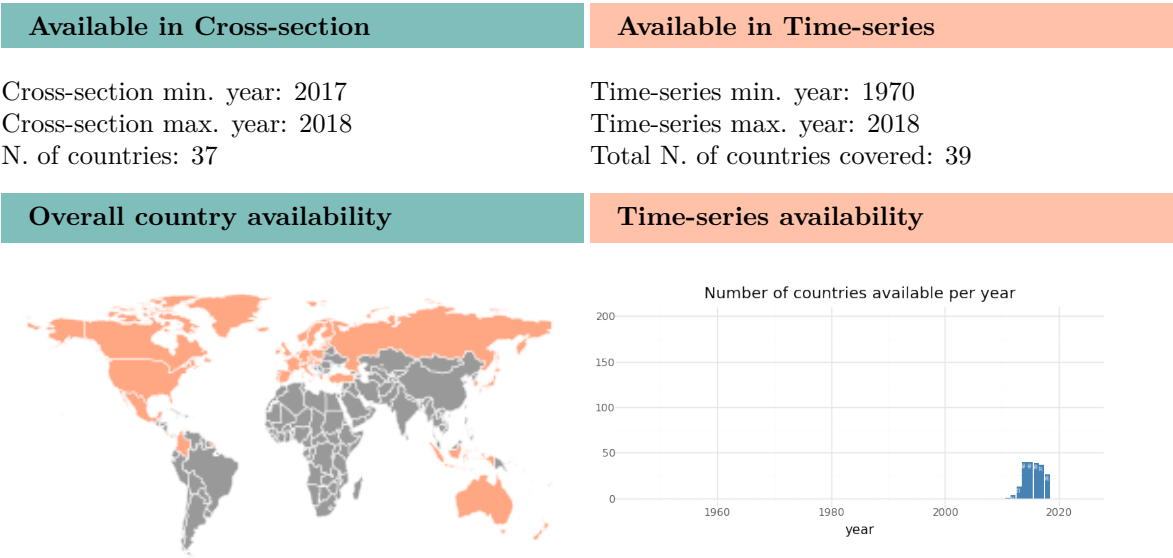 Available in Cross-section
Available in Time-series
Cross-section min. year: 2017
Cross-section max. year: 2018
N. of countries: 37
Time-series min. year: 1970
Time-series max. year: 2018
Total N. of countries covered: 39
Overall country availability
Time-series availability
Number of countries available per year
200
150
100
50
0
1960
1980
2000
2020
year